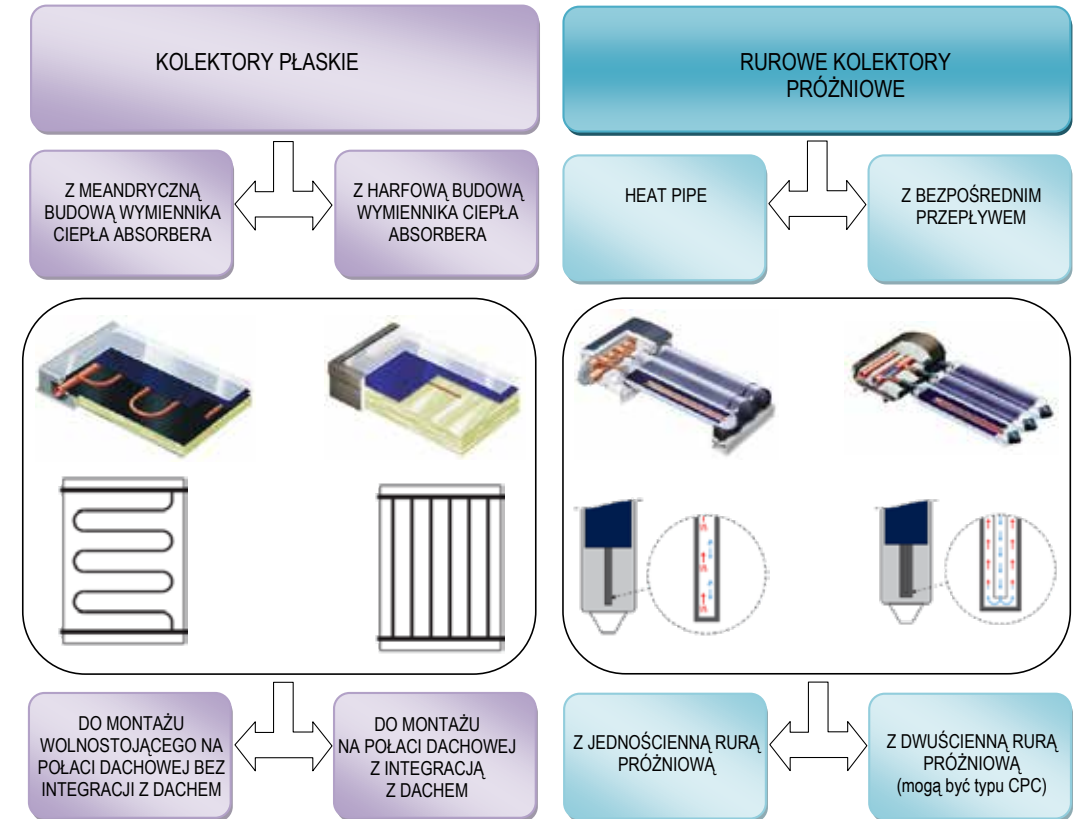 KOLEKTORY PŁASKIE
RUROWE KOLEKTORY
PRÓŻNIOWE
Z MEANDRYCZNĄ
BUDOWĄ WYMIENNIKA
CIEPŁA ABSORBERA
Z HARFOWĄ BUDOWĄ
WYMIENNIKA CIEPŁA
ABSORBERA
HEAT PIPE
Z BEZPOŚREDNIM
PRZEPŁYWEM
DO MONTAŻU
WOLNOSTOJĄCEGO NA
POŁACI DACHOWEJ BEZ
INTEGRACJI Z DACHEM
DO MONTAŻU
NA POŁACI DACHOWEJ
Z INTEGRACJĄ
Z DACHEM
Z JEDNOŚCIENNĄ RURĄ
PRÓŻNIOWĄ
Z DWUŚCIENNĄ RURĄ
PRÓŻNIOWĄ
(mogą być typu CPC)